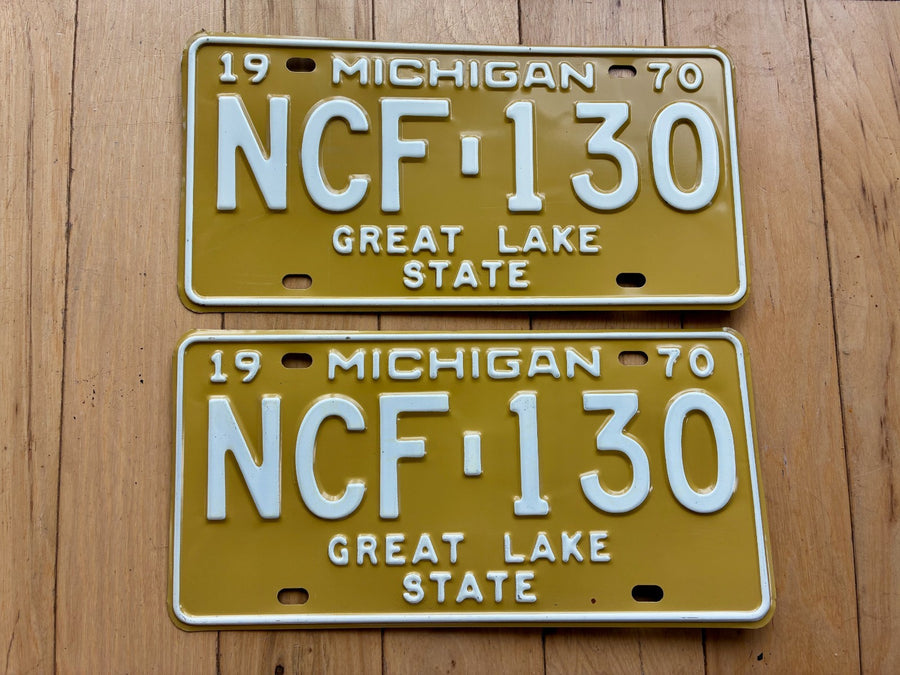 19 MICHIGAN 70
NCF-130
GREAT LAKE
STATE
19 MICHIGAN 70
NCF-130
GREAT LAKE
STATE